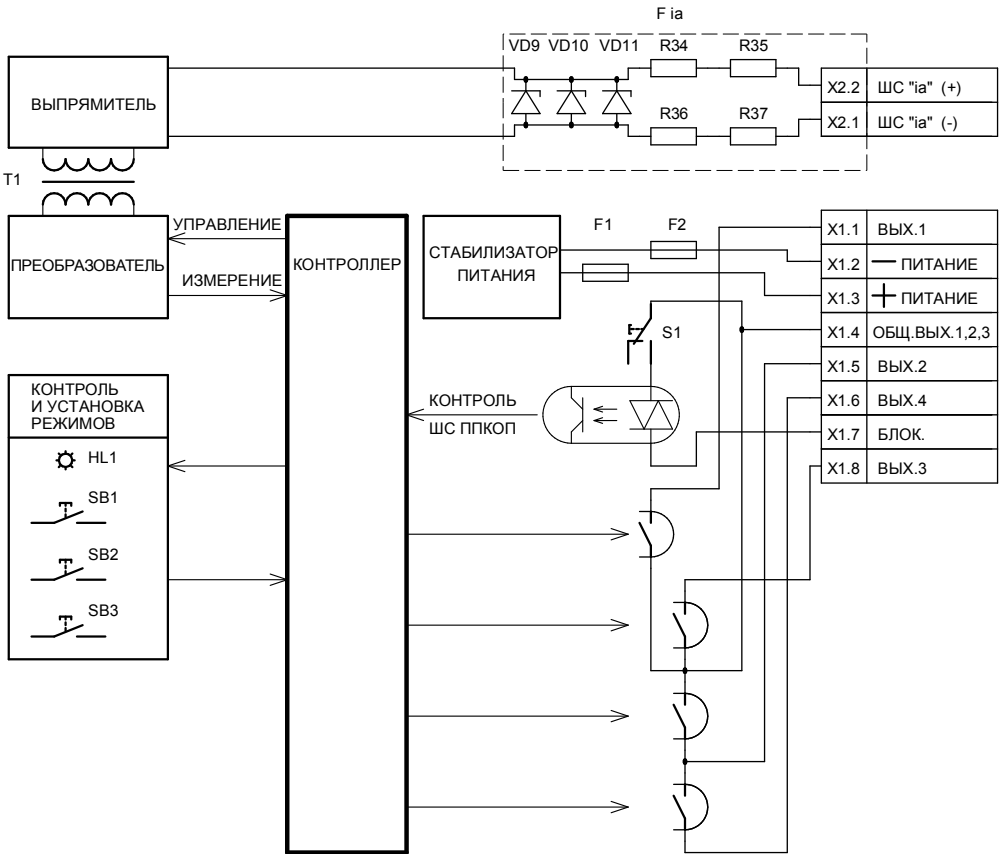 F ia
VD9 VD10 VD11 R34 R35
ВЫПРЯМИТЕЛЬ
X2.2 ШС "ia" (+)
R36 R37
X2.1 ШС "ia" (-)
T1
УПРАВЛЕНИЕ
ПРЕОБРАЗОВАТЕЛЬ
ИЗМЕРЕНИЕ
КОНТРОЛЛЕР
СТАБИЛИЗАТОР
ПИТАНИЯ
F1 F2
X1.1 ВЫХ.1
X1.2 — ПИТАНИЕ
X1.3 + ПИТАНИЕ
X1.4 ОБЩ.ВЫХ.1,2,3
X1.5 ВЫХ.2
X1.6 ВЫХ.4
X1.7 БЛОК.
X1.8 ВЫХ.3
S1
КОНТРОЛЬ
ШС ППКОП
КОНТРОЛЬ
И УСТАНОВКА
РЕЖИМОВ
HL1
SB1
SB2
SB3